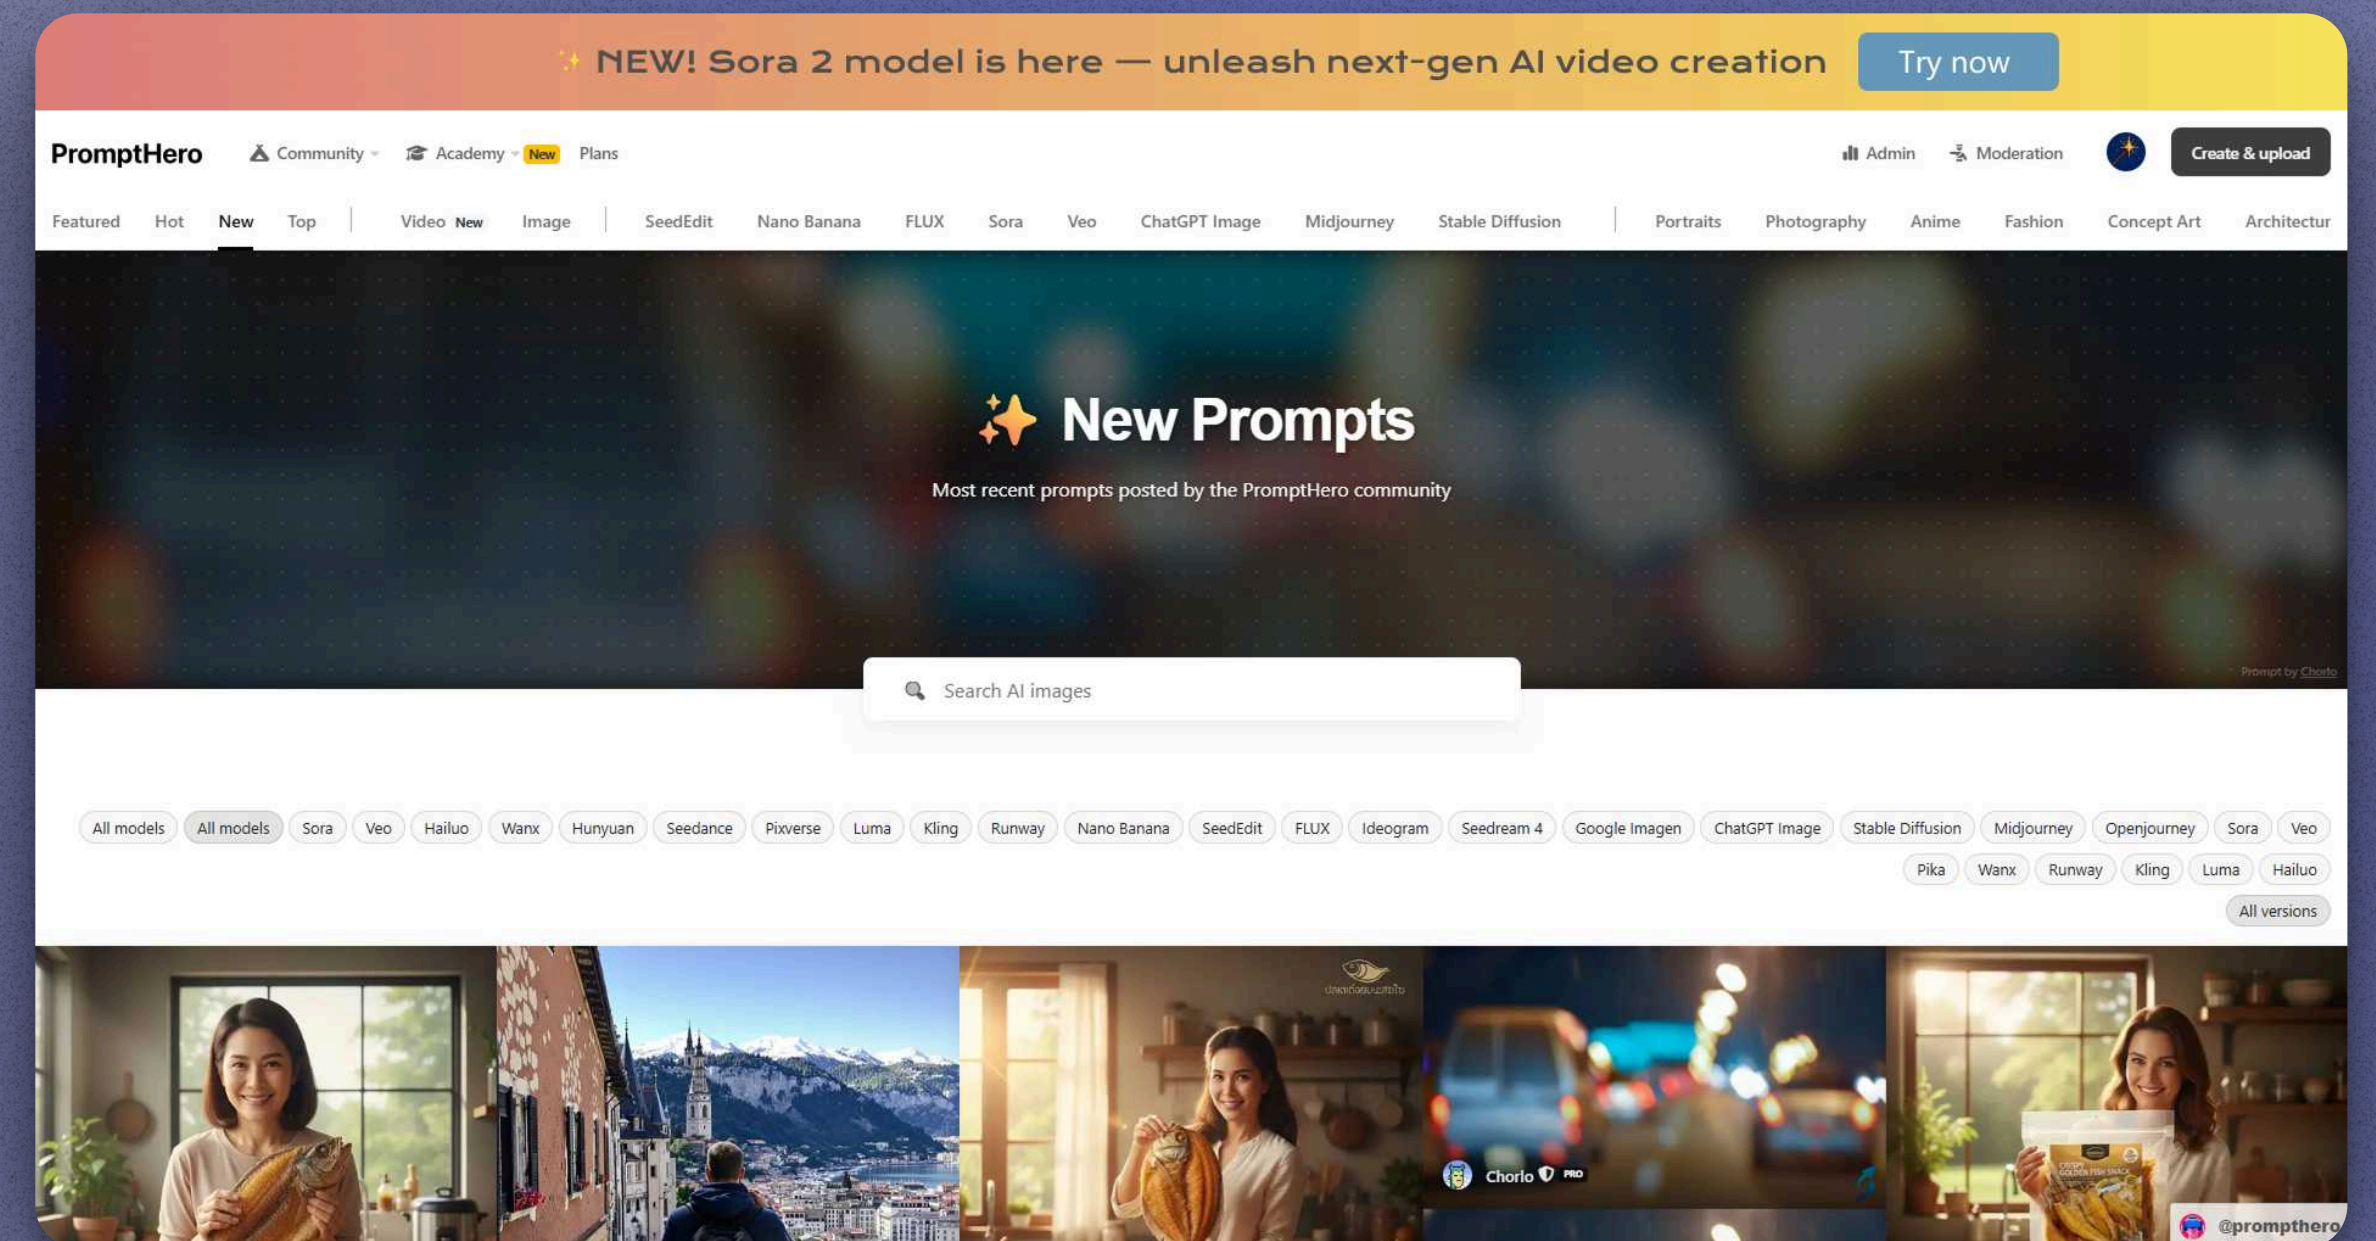 ✨ NEW! Sora 2 model is here — unleash next-gen AI video creation Try now
PromptHero Community Academy New Plans Admin Moderation Create & upload
Featured Hot New Top Video New Image SeedEdit Nano Banana FLUX Sora Veo ChatGPT Image Midjourney Stable Diffusion Portraits Photography Anime Fashion Concept Art Architectur
✨ New Prompts
Most recent prompts posted by the PromptHero community
Prompt by Chorlo
Search AI images
All models All models Sora Veo Hailuo Wanx Hunyuan Seedance Pixverse Luma Kling Runway Nano Banana SeedEdit FLUX Ideogram Seedream 4 Google Imagen ChatGPT Image Stable Diffusion Midjourney Openjourney Sora Veo
Pika Wanx Runway Kling Luma Hailuo
All versions
Chorlo PRO
CRISPY
GOLDEN FISH SNACK
@prompthero